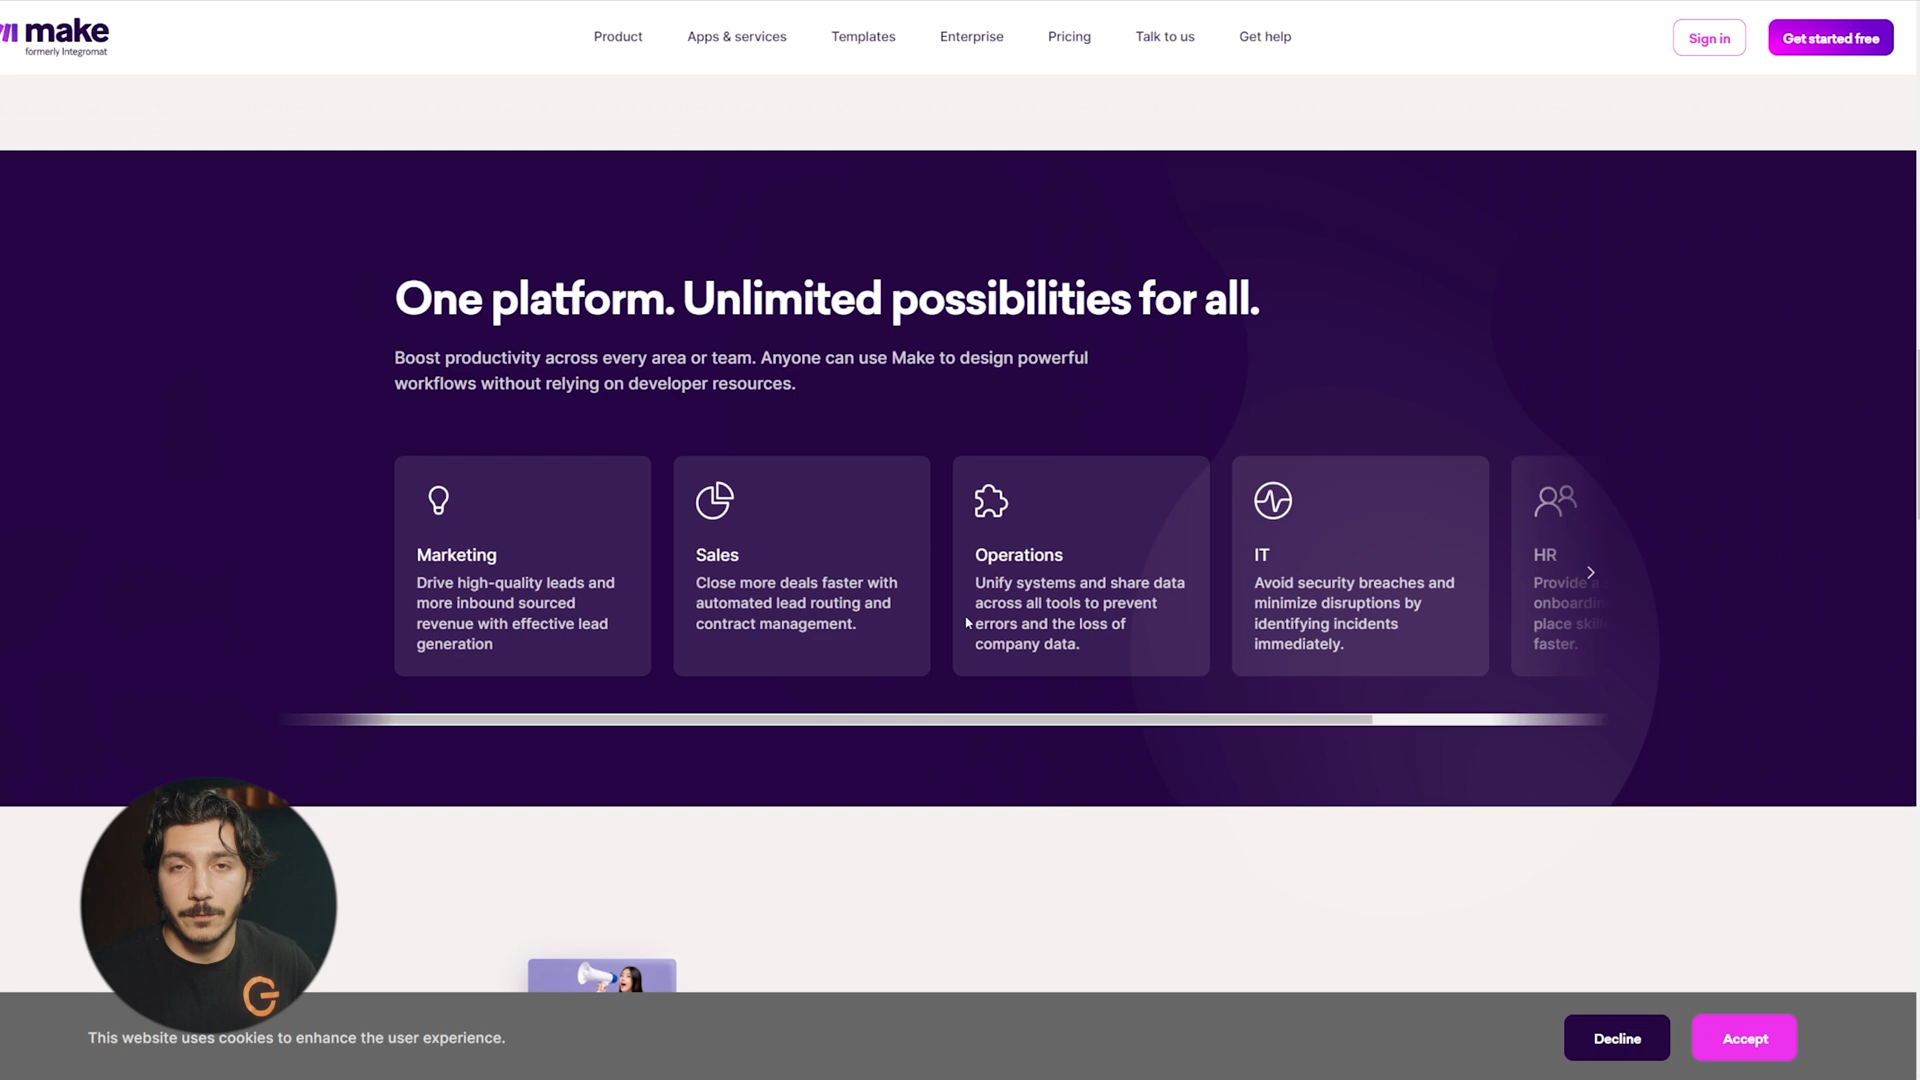 make
formerly Integromat
Product
Apps & services
Templates
Enterprise
Pricing
Talk to us
Get help
Sign in
Get started free
One platform. Unlimited possibilities for all.
Boost productivity across every area or team. Anyone can use Make to design powerful
workflows without relying on developer resources.
Marketing
Drive high-quality leads and
more inbound sourced
revenue with effective lead
generation
Sales
Close more deals faster with
automated lead routing and
contract management.
Operations
Unify systems and share data
across all tools to prevent
errors and the loss of
company data.
IT
Avoid security breaches and
minimize disruptions by
identifying incidents
immediately.
HR
Provide a
place
faster.
This website uses cookies to enhance the user experience.
Decline
Accept